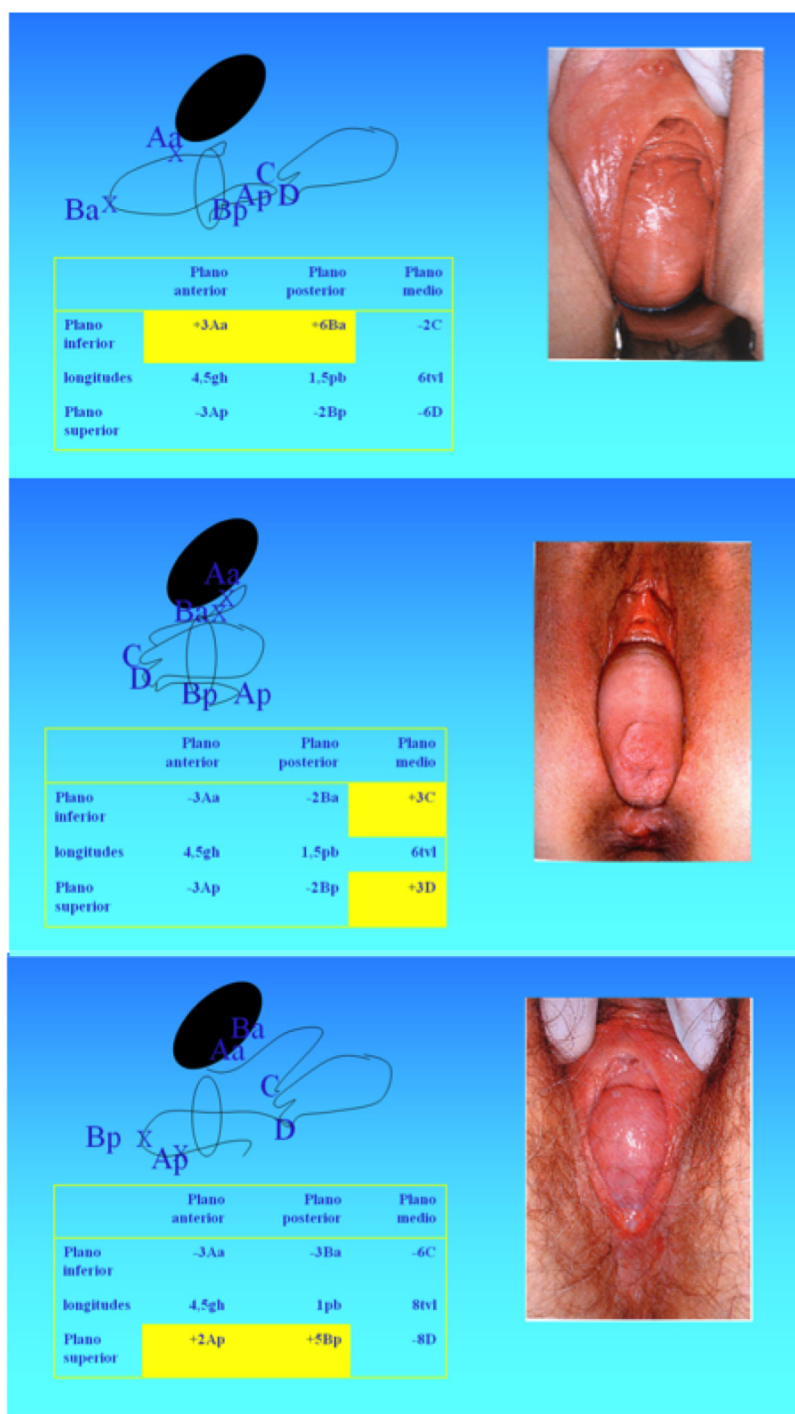 Aa
X
Ba X
C
Bp Ap D
Plano anterior Plano posterior Plano medio
Plano inferior +3Aa +6Ba -2C
longitudes 4,5gh 1,5pb 6tvl
Plano superior -3Ap -2Bp -6D
Aa
X
Ba X
C
D
Bp Ap
Plano anterior Plano posterior Plano medio
Plano inferior -3Aa -2Ba +3C
longitudes 4,5gh 1,5pb 6tvl
Plano superior -3Ap -2Bp +3D
Ba
Aa
C
Bp X D
Ap X
Plano anterior Plano posterior Plano medio
Plano inferior -3Aa -3Ba -6C
longitudes 4,5gh 1pb 8tvl
Plano superior +2Ap +5Bp -8D